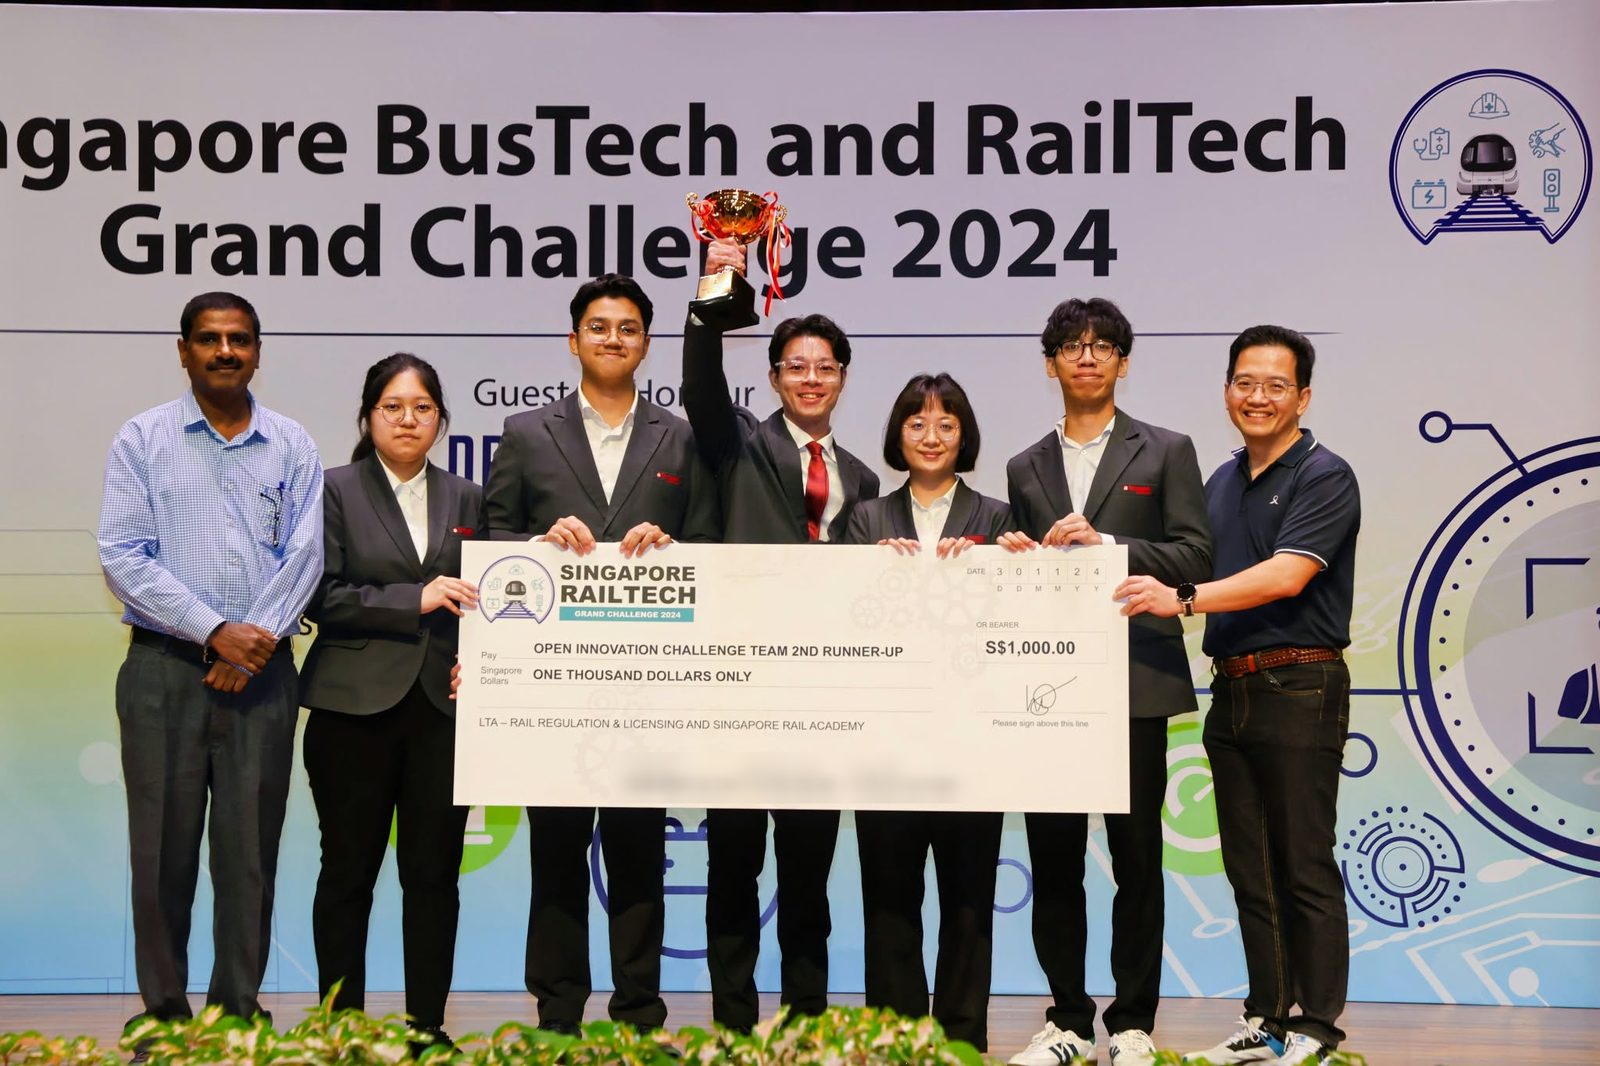 ngapore BusTech and RailTech
Grand Challenge 2024
Guest Honour
SINGAPORE
RAILTECH
GRAND CHALLENGE 2024
DATE 3 0 1 1 2 4
D D M M Y Y
OR BEARER
Pay OPEN INNOVATION CHALLENGE TEAM 2ND RUNNER-UP
S$1,000.00
Singapore Dollars ONE THOUSAND DOLLARS ONLY
LTA – RAIL REGULATION & LICENSING AND SINGAPORE RAIL ACADEMY
Please sign above this line